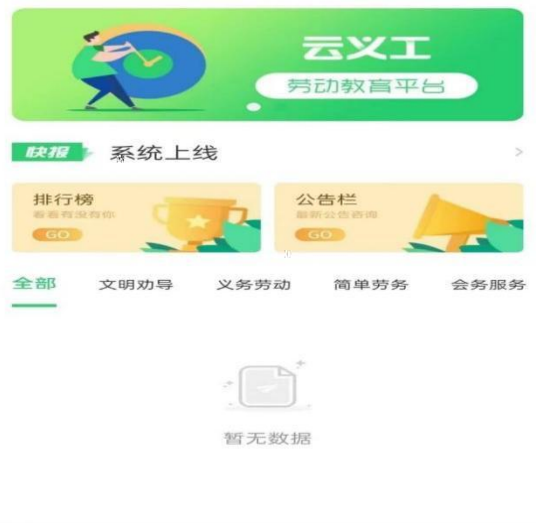 云义工
劳动教育平台
快报 系统上线
排行榜
看看有没有你
GO
公告栏
最新公告咨询
GO
全部 文明劝导 义务劳动 简单劳务 会务服务
暂无数据